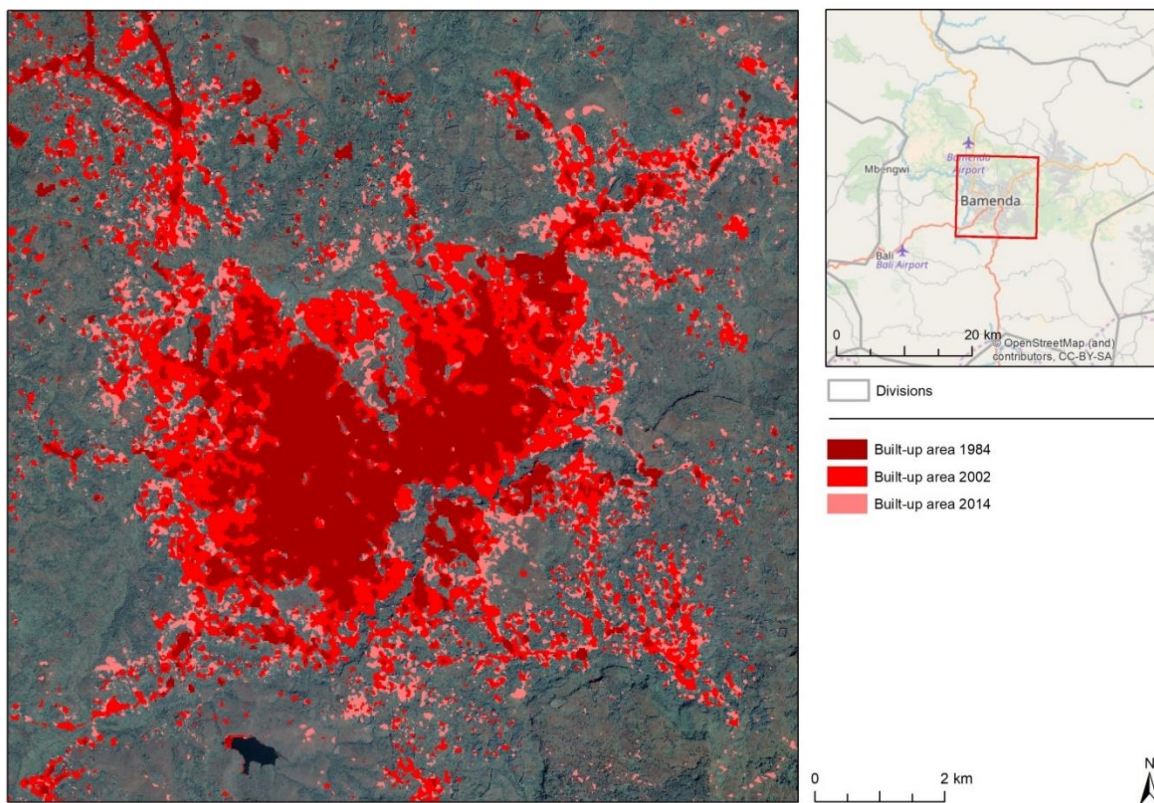 Mbengwi
Bamenda
Airport
Bamenda
Bali
Bali Airport
0 20 km
© OpenStreetMap (and)
contributors, CC-BY-SA
Divisions
Built-up area 1984
Built-up area 2002
Built-up area 2014
0 2 km
N